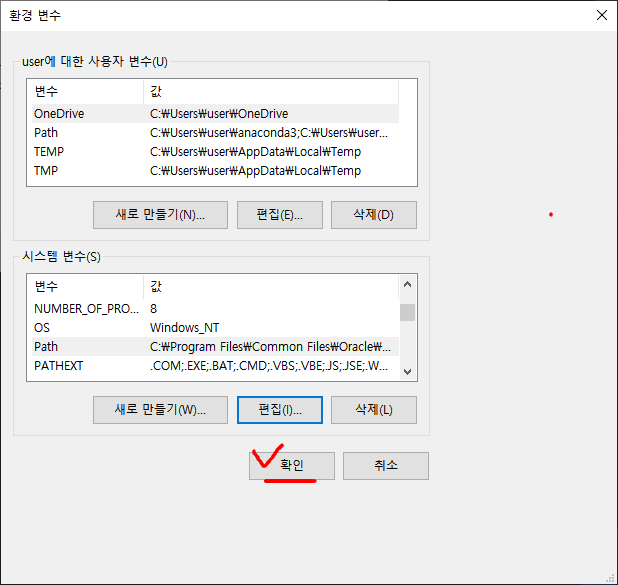 환경 변수
user에 대한 사용자 변수(U)
변수 값
OneDrive C:₩Users₩user₩OneDrive
Path C:₩Users₩user₩anaconda3;C:₩Users₩user...
TEMP C:₩Users₩user₩AppData₩Local₩Temp
TMP C:₩Users₩user₩AppData₩Local₩Temp
새로 만들기(N)... 편집(E)... 삭제(D)
시스템 변수(S)
변수 값
NUMBER_OF_PRO... 8
OS Windows_NT
Path C:₩Program Files₩Common Files₩Oracle₩...
PATHEXT .COM;.EXE;.BAT;.CMD;.VBS;.VBE;.JS;.JSE;.W...
새로 만들기(W)... 편집(I)... 삭제(L)
확인 취소